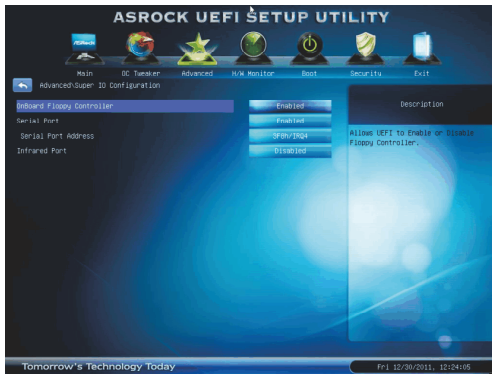 ASROCK UEFI SETUP UTILITY
ASRock
Main
OC Tweaker
Advanced
H/W Monitor
Boot
Security
Exit
Advanced\Super IO Configuration
OnBoard Floppy Controller Enabled
Serial Port Enabled
Serial Port Address 3F8h/IRQ4
Infrared Port Disabled
Description
Allows UEFI to Enable or Disable
Floppy Controller.
Tomorrow's Technology Today
Fri 12/30/2011, 12:24:05